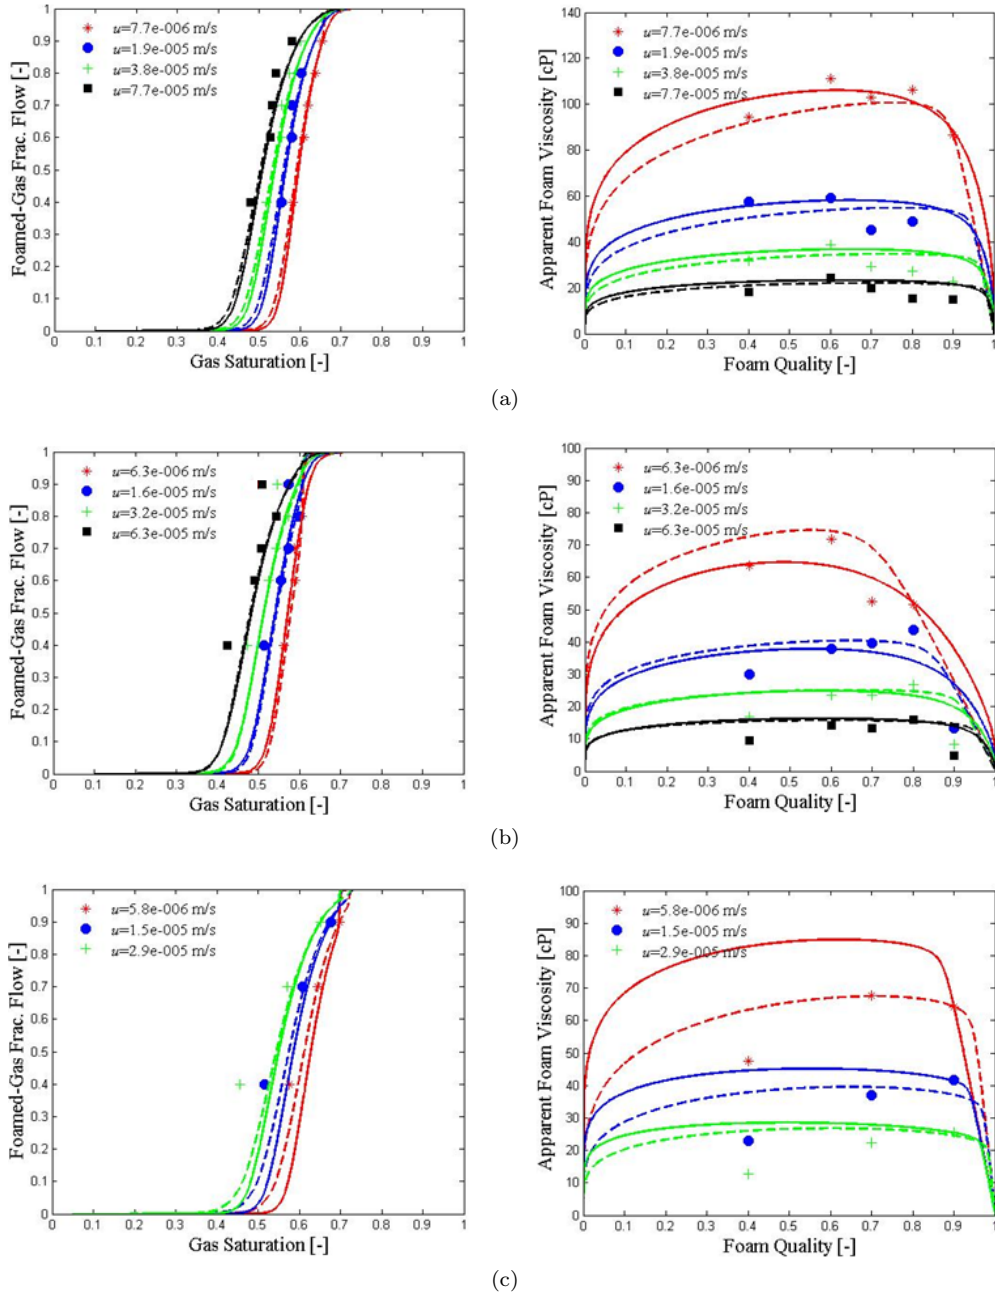 Foamed-Gas Frac. Flow [-]
1
0.9
0.8
0.7
0.6
0.5
0.4
0.3
0.2
0.1
0
u=7.7e-006 m/s
u=1.9e-005 m/s
u=3.8e-005 m/s
u=7.7e-005 m/s
0 0.1 0.2 0.3 0.4 0.5 0.6 0.7 0.8 0.9 1
Gas Saturation [-]
Apparent Foam Viscosity [cP]
140
120
100
80
60
40
20
0
u=7.7e-006 m/s
u=1.9e-005 m/s
u=3.8e-005 m/s
u=7.7e-005 m/s
0 0.1 0.2 0.3 0.4 0.5 0.6 0.7 0.8 0.9 1
Foam Quality [-]
(a)
Foamed-Gas Frac. Flow [-]
1
0.9
0.8
0.7
0.6
0.5
0.4
0.3
0.2
0.1
0
u=6.3e-006 m/s
u=1.6e-005 m/s
u=3.2e-005 m/s
u=6.3e-005 m/s
0 0.1 0.2 0.3 0.4 0.5 0.6 0.7 0.8 0.9 1
Gas Saturation [-]
Apparent Foam Viscosity [cP]
100
90
80
70
60
50
40
30
20
10
0
u=6.3e-006 m/s
u=1.6e-005 m/s
u=3.2e-005 m/s
u=6.3e-005 m/s
0 0.1 0.2 0.3 0.4 0.5 0.6 0.7 0.8 0.9 1
Foam Quality [-]
(b)
Foamed-Gas Frac. Flow [-]
1
0.9
0.8
0.7
0.6
0.5
0.4
0.3
0.2
0.1
0
u=5.8e-006 m/s
u=1.5e-005 m/s
u=2.9e-005 m/s
0 0.1 0.2 0.3 0.4 0.5 0.6 0.7 0.8 0.9 1
Gas Saturation [-]
Apparent Foam Viscosity [cP]
100
90
80
70
60
50
40
30
20
10
0
u=5.8e-006 m/s
u=1.5e-005 m/s
u=2.9e-005 m/s
0 0.1 0.2 0.3 0.4 0.5 0.6 0.7 0.8 0.9 1
Foam Quality [-]
(c)